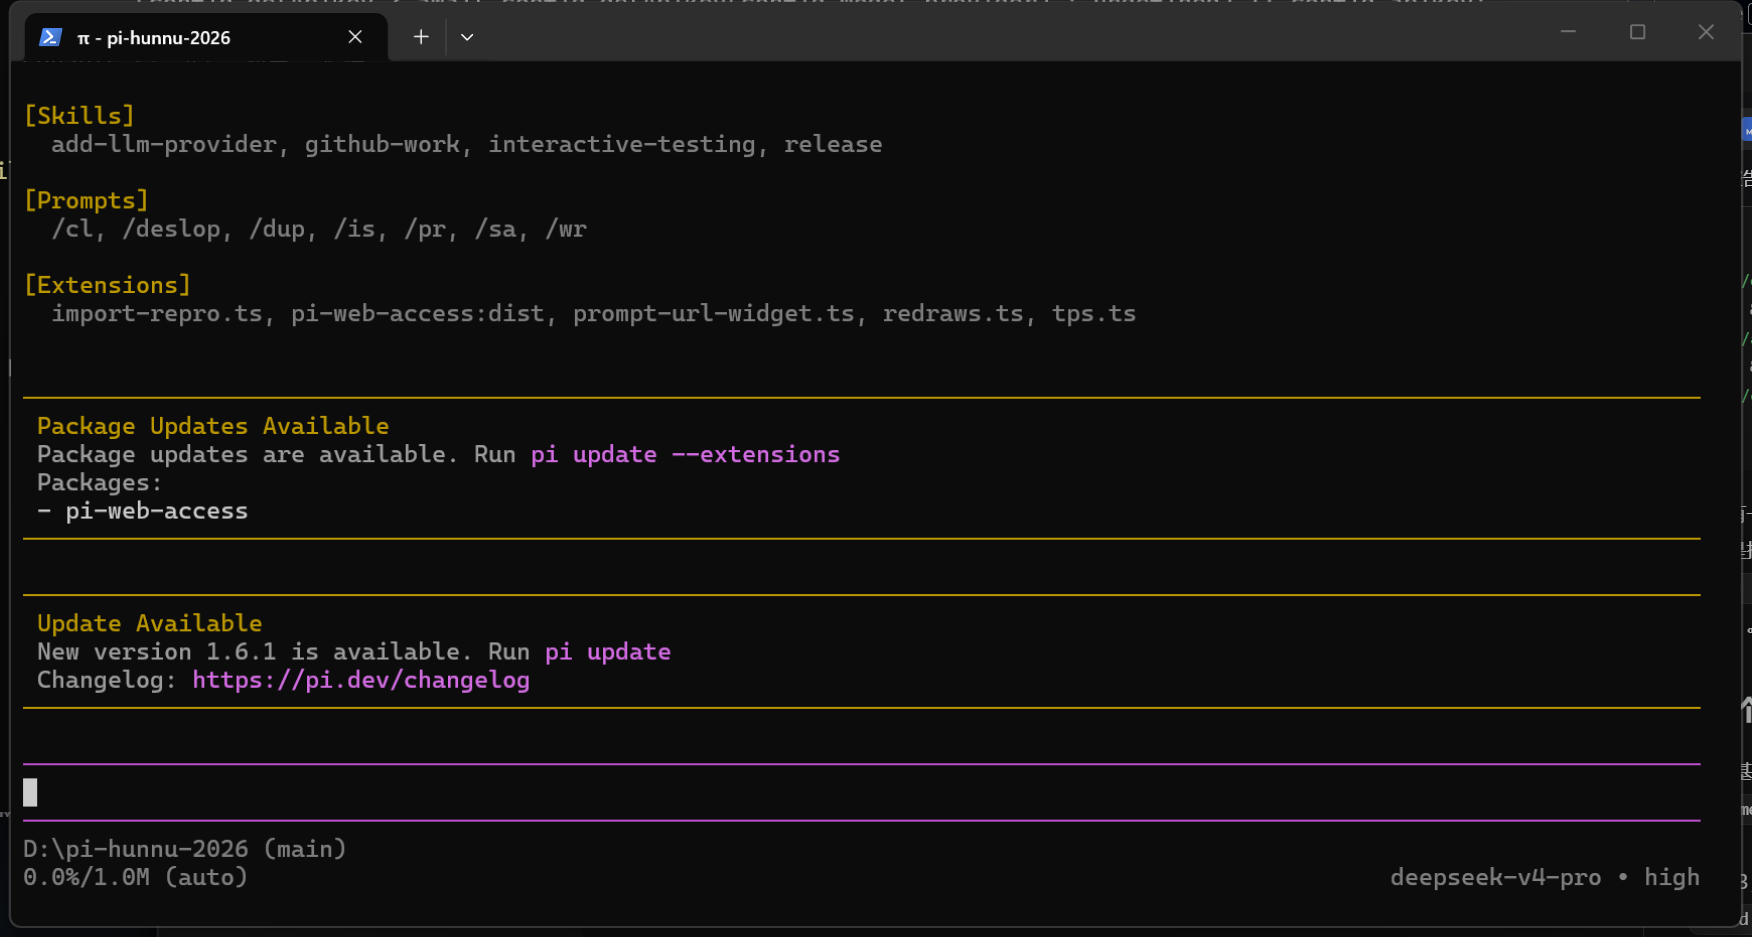 π - pi-hunnu-2026
[Skills]
add-llm-provider, github-work, interactive-testing, release
[Prompts]
/cl, /deslop, /dup, /is, /pr, /sa, /wr
[Extensions]
import-repro.ts, pi-web-access:dist, prompt-url-widget.ts, redraws.ts, tps.ts
Package Updates Available
Package updates are available. Run pi update --extensions
Packages:
- pi-web-access
Update Available
New version 1.6.1 is available. Run pi update
Changelog: https://pi.dev/changelog
D:\pi-hunnu-2026 (main)
0.0%/1.0M (auto)
deepseek-v4-pro • high